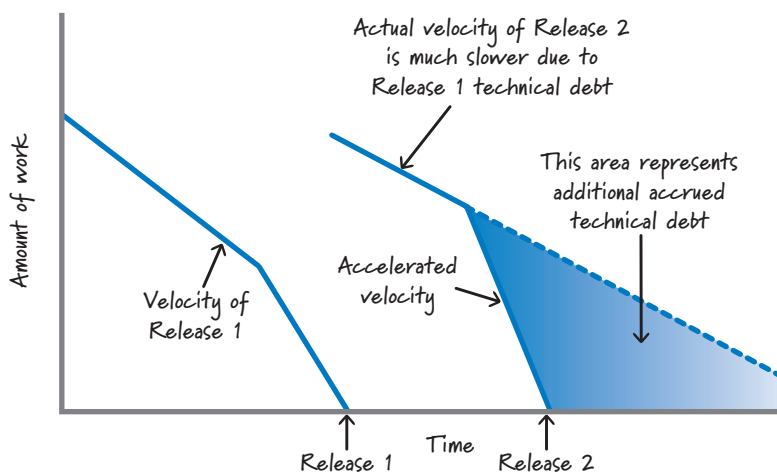 Actual velocity of Release 2
is much slower due to
Release 1 technical debt
This area represents
additional accrued
technical debt
Amount of work
Accelerated
velocity
Velocity of
Release 1
Time
Release 1
Release 2